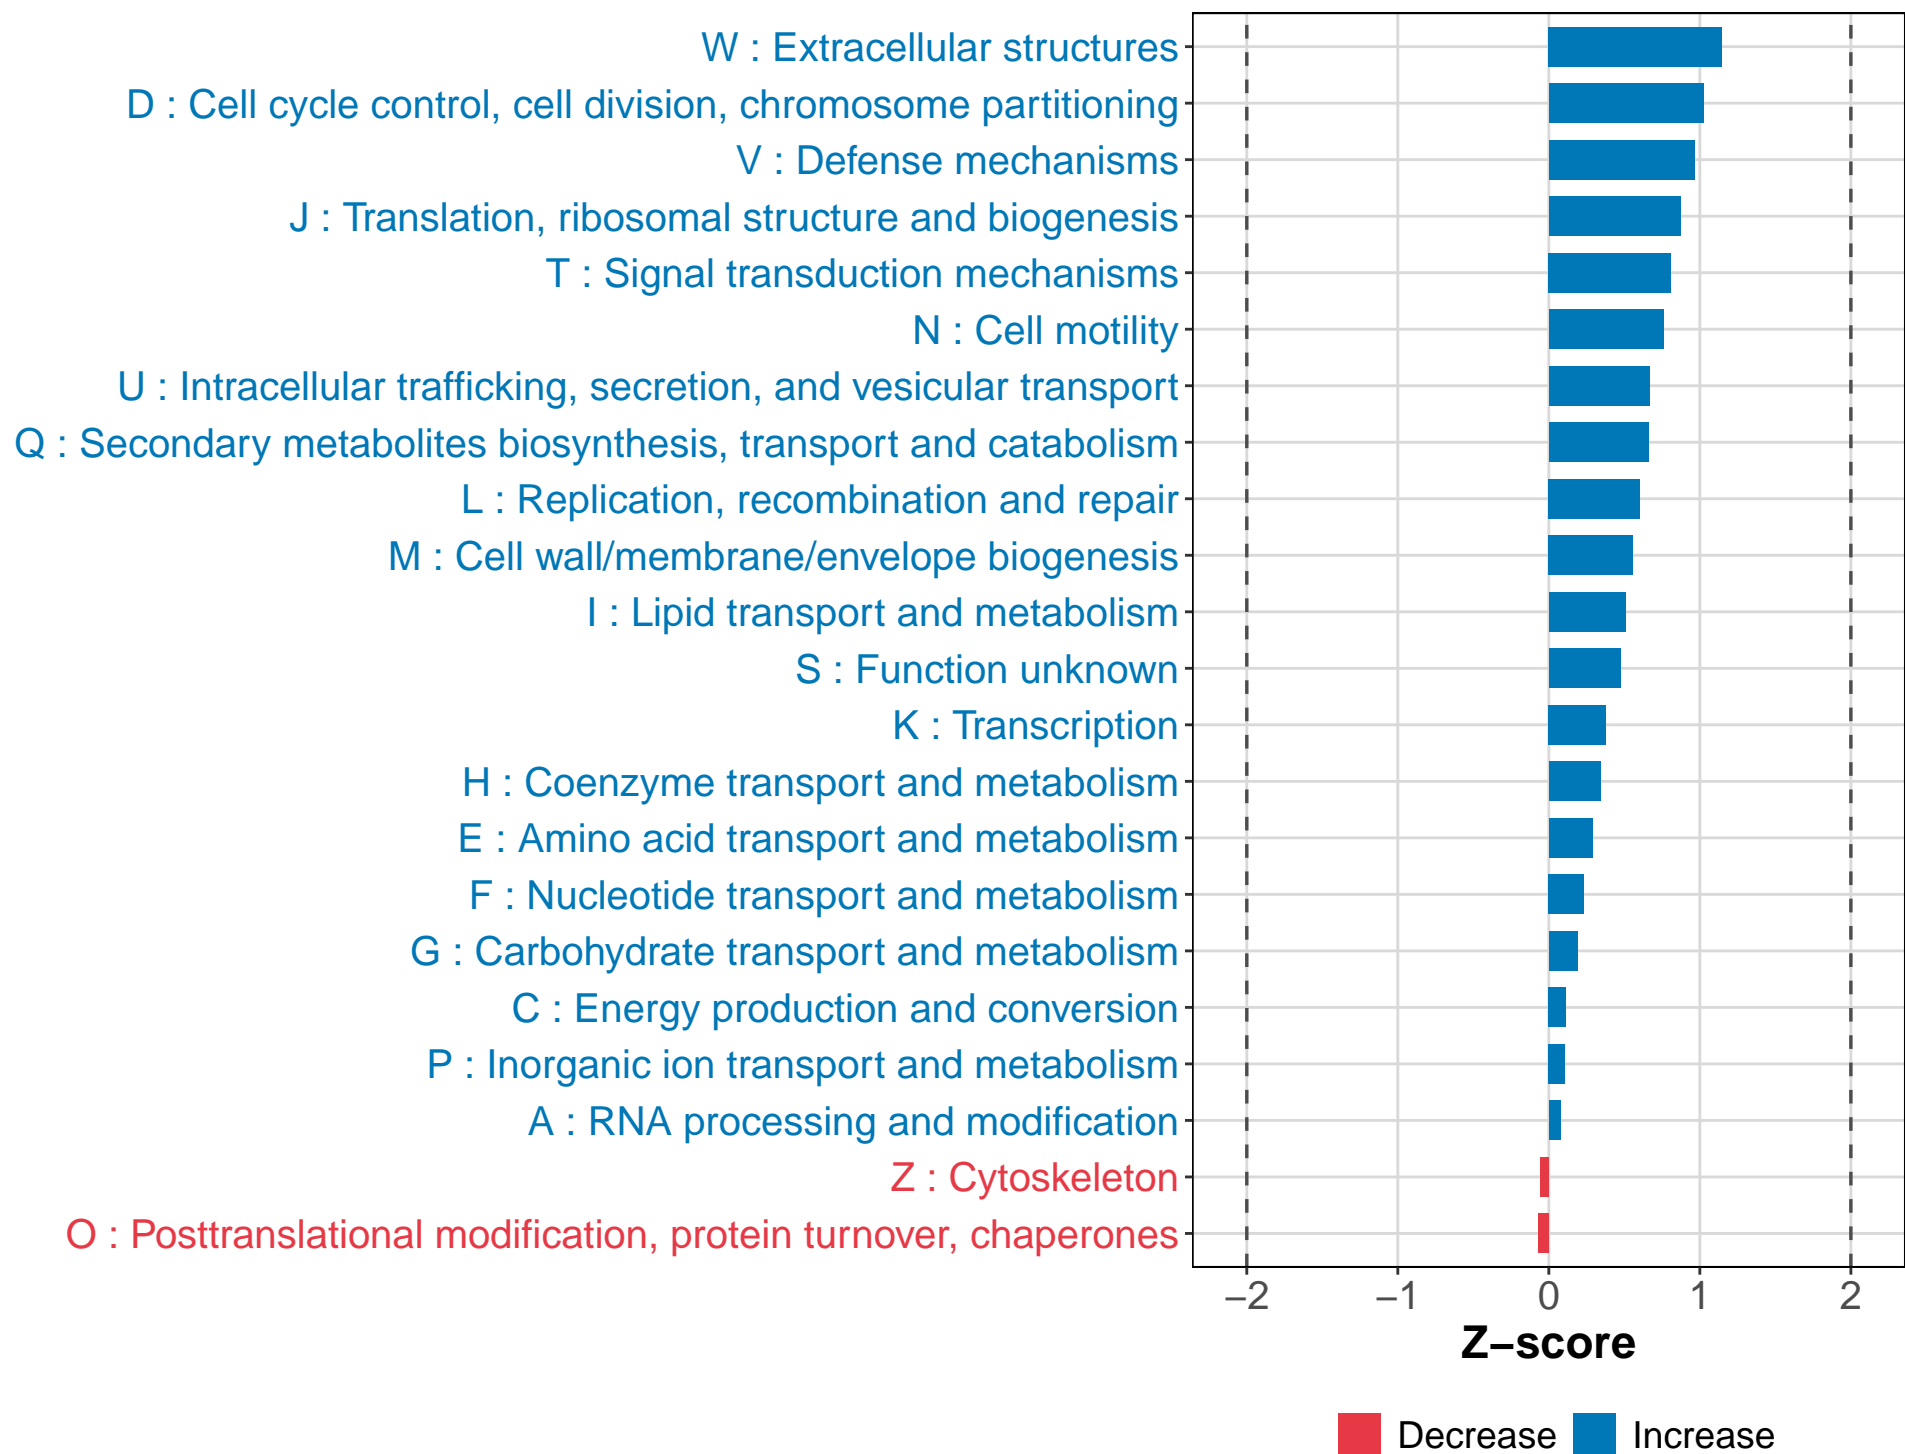 W : Extracellular structures
D : Cell cycle control, cell division, chromosome partitioning
V : Defense mechanisms
J : Translation, ribosomal structure and biogenesis
T : Signal transduction mechanisms
N : Cell motility
U : Intracellular trafficking, secretion, and vesicular transport
Q : Secondary metabolites biosynthesis, transport and catabolism
L : Replication, recombination and repair
M : Cell wall/membrane/envelope biogenesis
I : Lipid transport and metabolism
S : Function unknown
K : Transcription
H : Coenzyme transport and metabolism
E : Amino acid transport and metabolism
F : Nucleotide transport and metabolism
G : Carbohydrate transport and metabolism
C : Energy production and conversion
P : Inorganic ion transport and metabolism
A : RNA processing and modification
Z : Cytoskeleton
O : Posttranslational modification, protein turnover, chaperones
−2 −1 0 1 2
Z−score
Decrease Increase